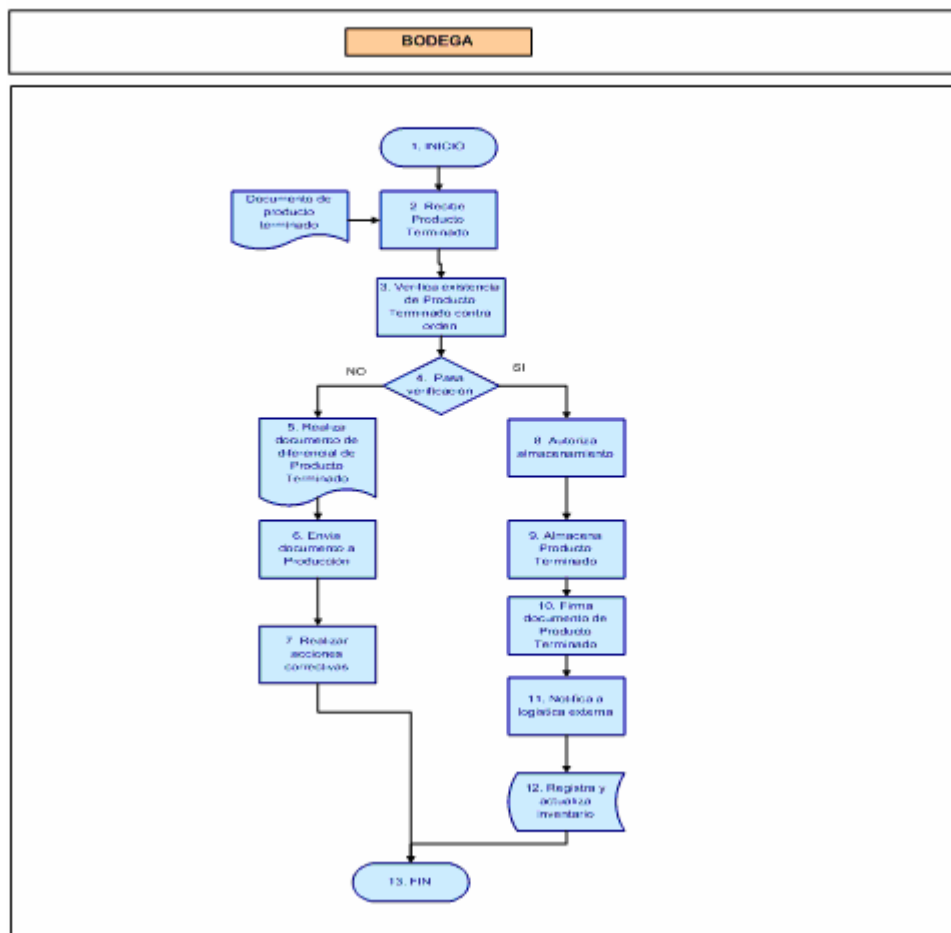 BODEGA
1. INICIO
Documento de
producto
terminado
2. Recibe
Producto
Terminado
3. Verifica existencia
de Producto
Terminado contra
orden
NO
SI
4. Pasa
verificación
5. Realiza
documento de
diferencial de
Producto
Terminado
8. Autoriza
almacenamiento
6. Envia
documento a
Producción
9. Almacena
Producto
Terminado
10. Firma
documento de
Producto
Terminado
7. Realizar
acciones
correctivas
11. Notifica a
logística externa
12. Registra y
actualiza
inventario
13. FIN